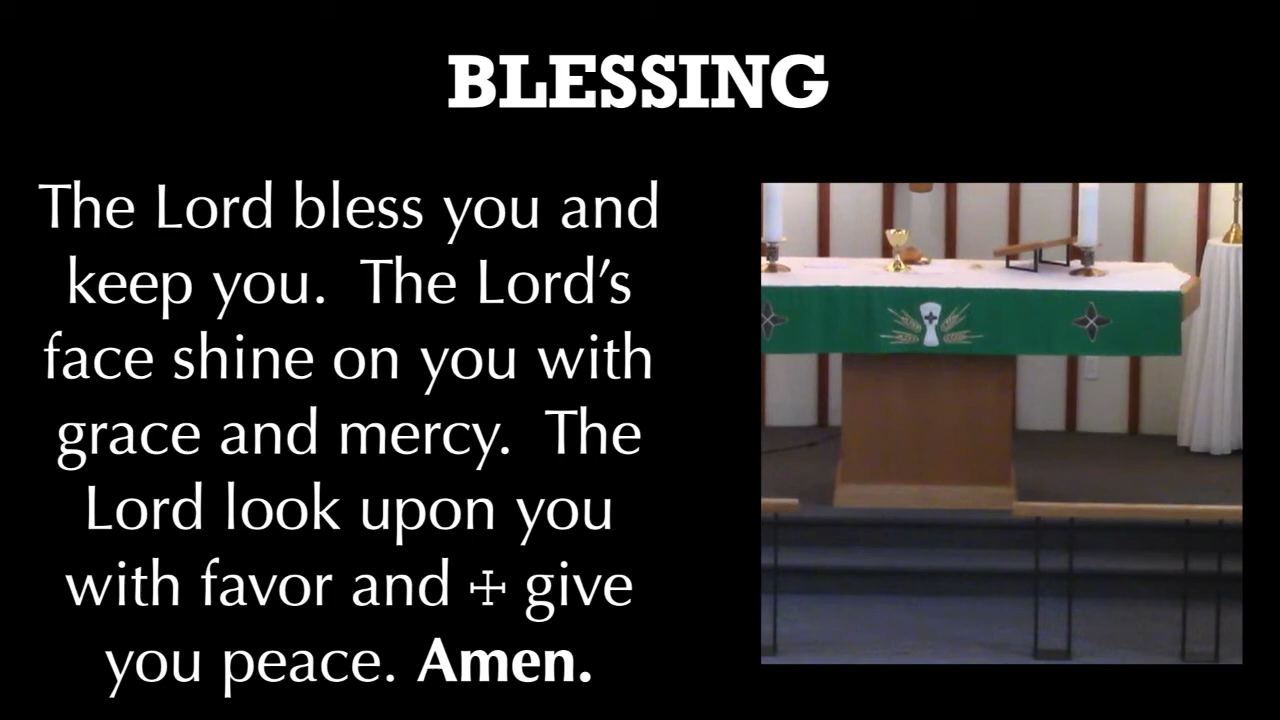 BLESSING
The Lord bless you and
keep you.  The Lord’s
face shine on you with
grace and mercy.  The
Lord look upon you
with favor and ☩ give
you peace. Amen.